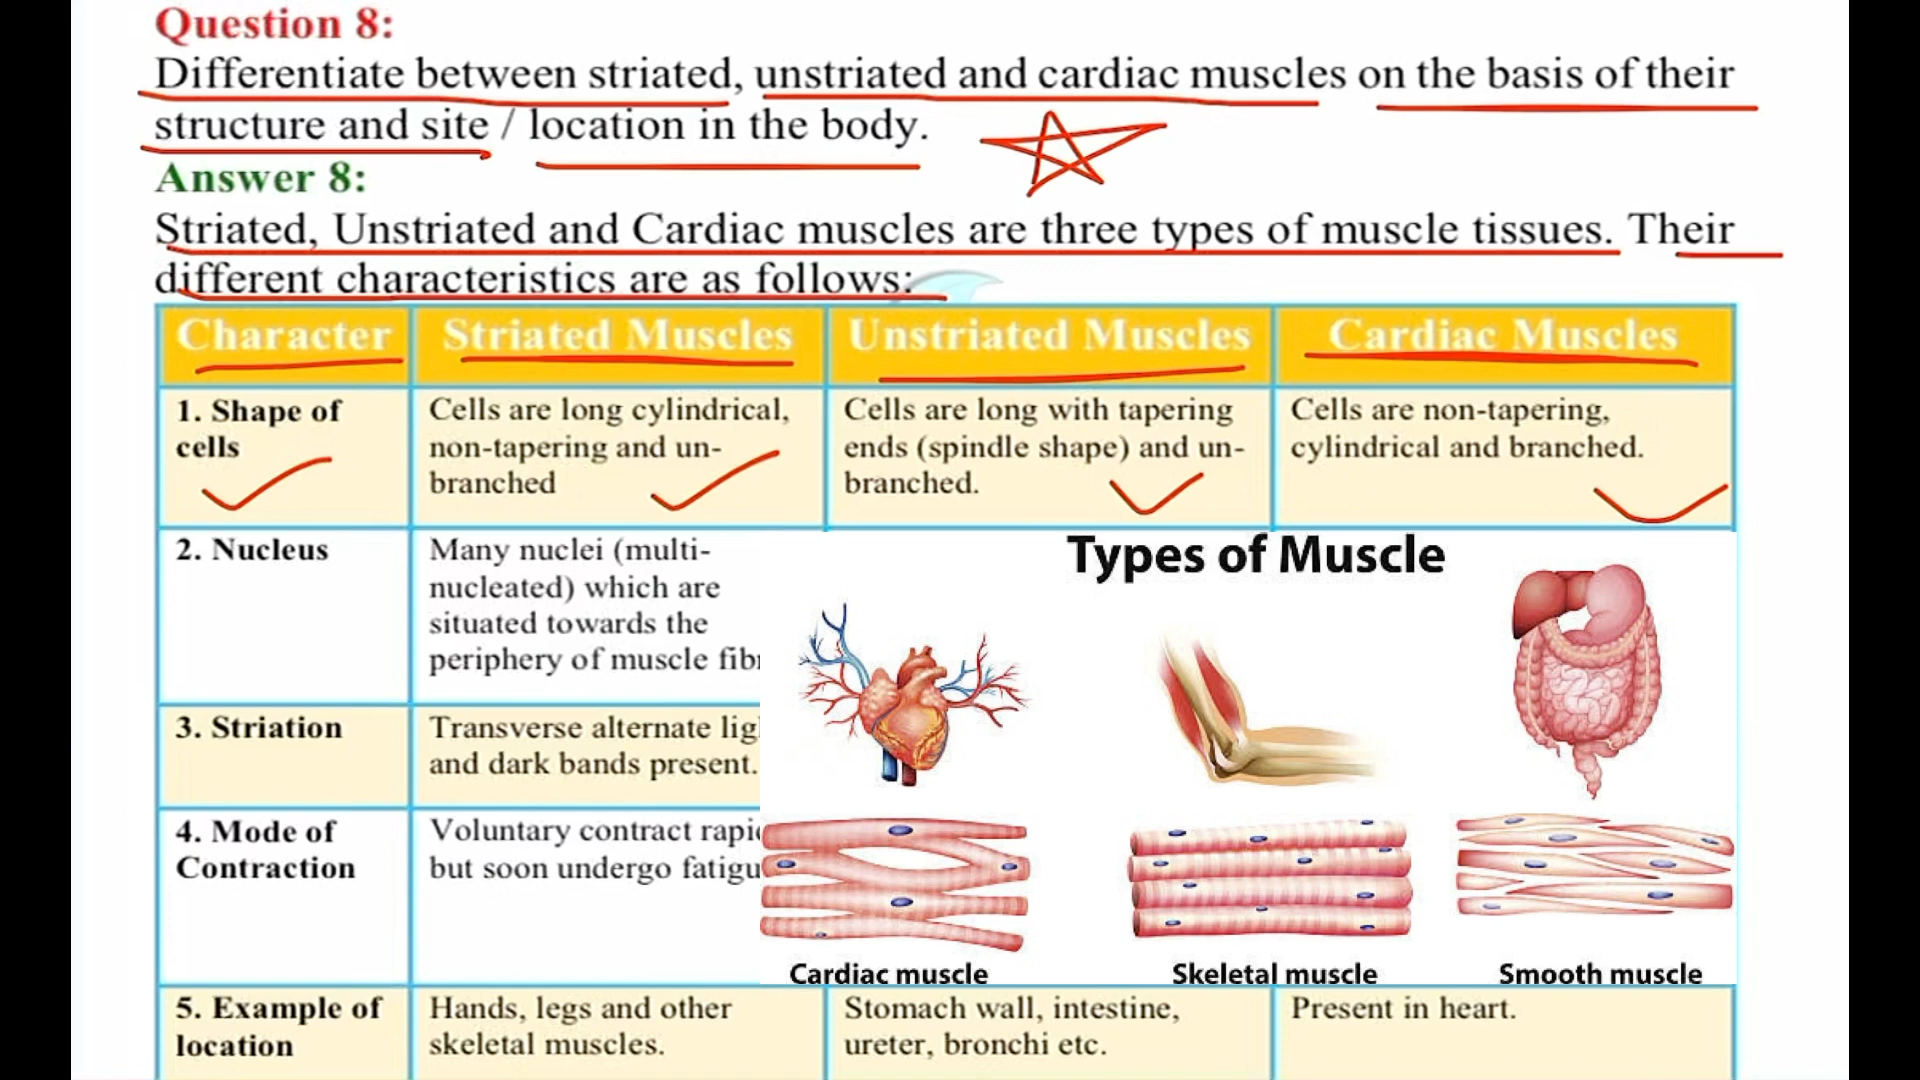 Question 8:
Differentiate between striated, unstriated and cardiac muscles on the basis of their
structure and site / location in the body.
Answer 8:
Striated, Unstriated and Cardiac muscles are three types of muscle tissues. Their
different characteristics are as follows:
Character
Striated Muscles
Unstriated Muscles
Cardiac Muscles
1. Shape of
cells
Cells are long cylindrical,
non-tapering and un-
branched
Cells are long with tapering
ends (spindle shape) and un-
branched.
Cells are non-tapering,
cylindrical and branched.
2. Nucleus
Many nuclei (multi-
nucleated) which are
situated towards the
periphery of muscle
3. Striation
Transverse alternate
and dark bands present.
4. Mode of
Contraction
Voluntary contract
but soon undergo
Types of Muscle
Cardiac muscle
Skeletal muscle
Smooth muscle
5. Example of
location
Hands, legs and other
skeletal muscles.
Stomach wall, intestine,
ureter, bronchi etc.
Present in heart.